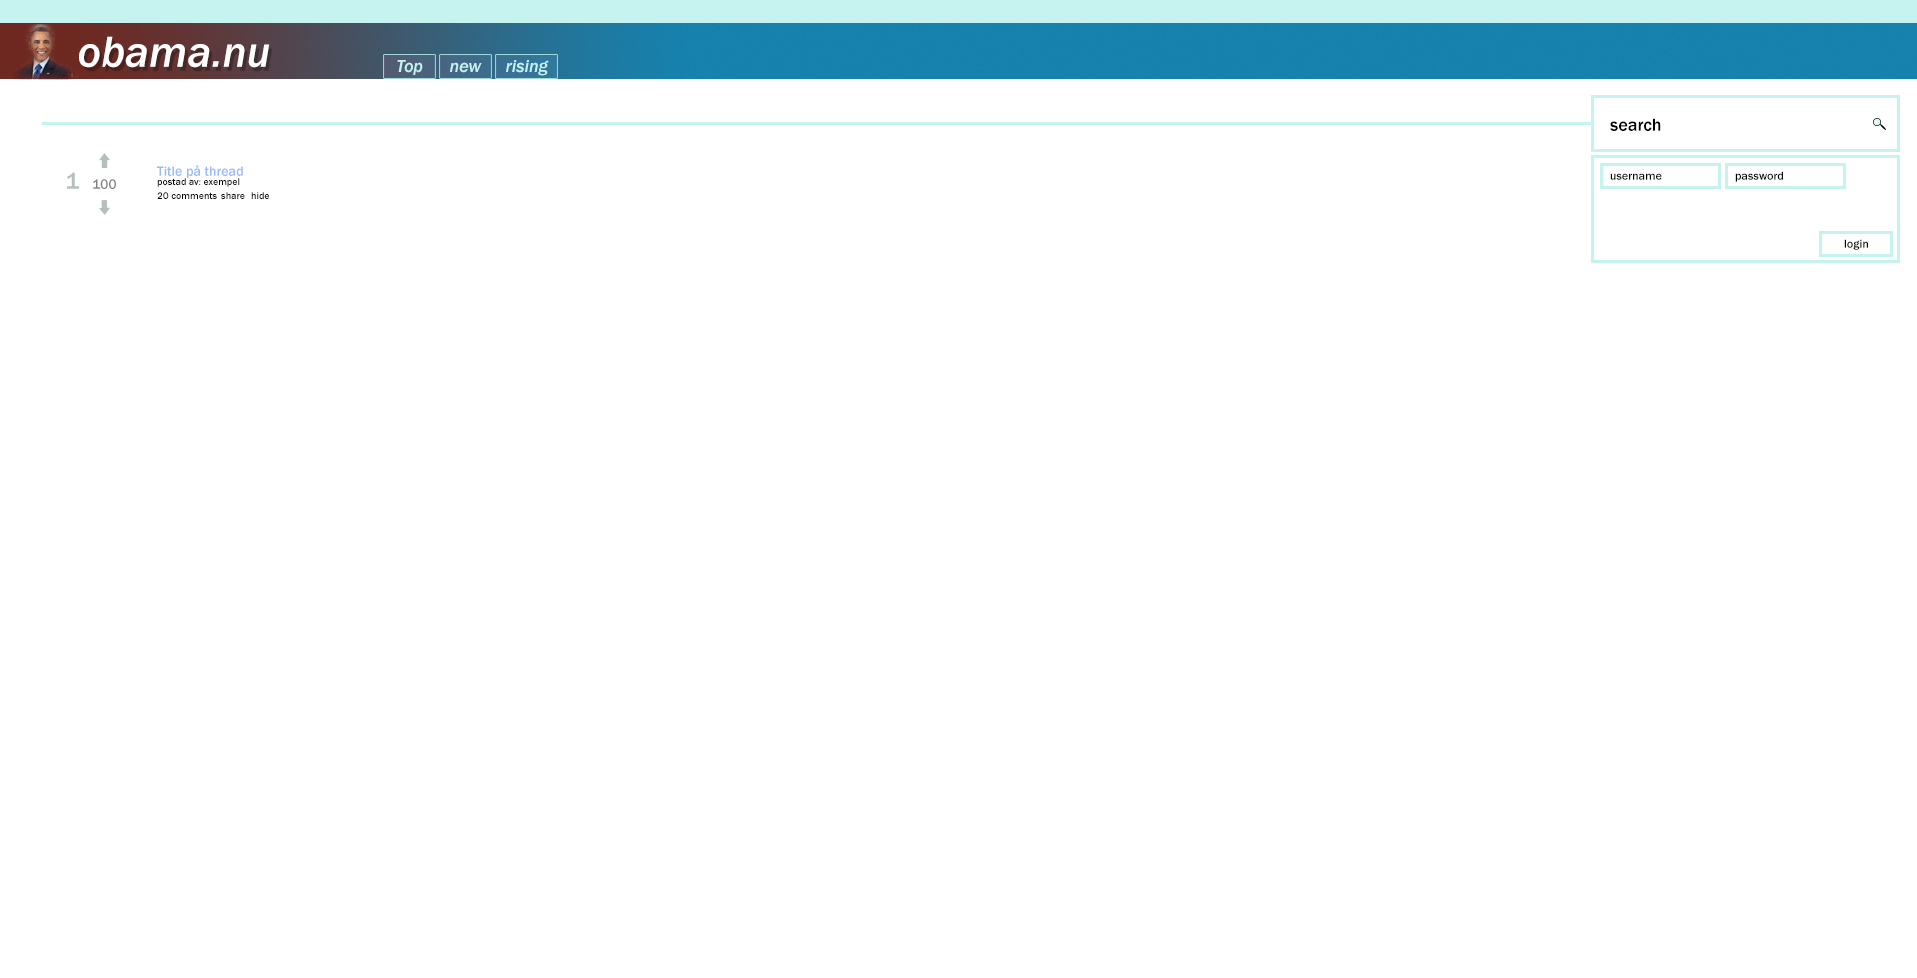 obama.nu
Top new rising
search
1
100
Title på thread
postad av: exempel
20 comments share hide
username password
login